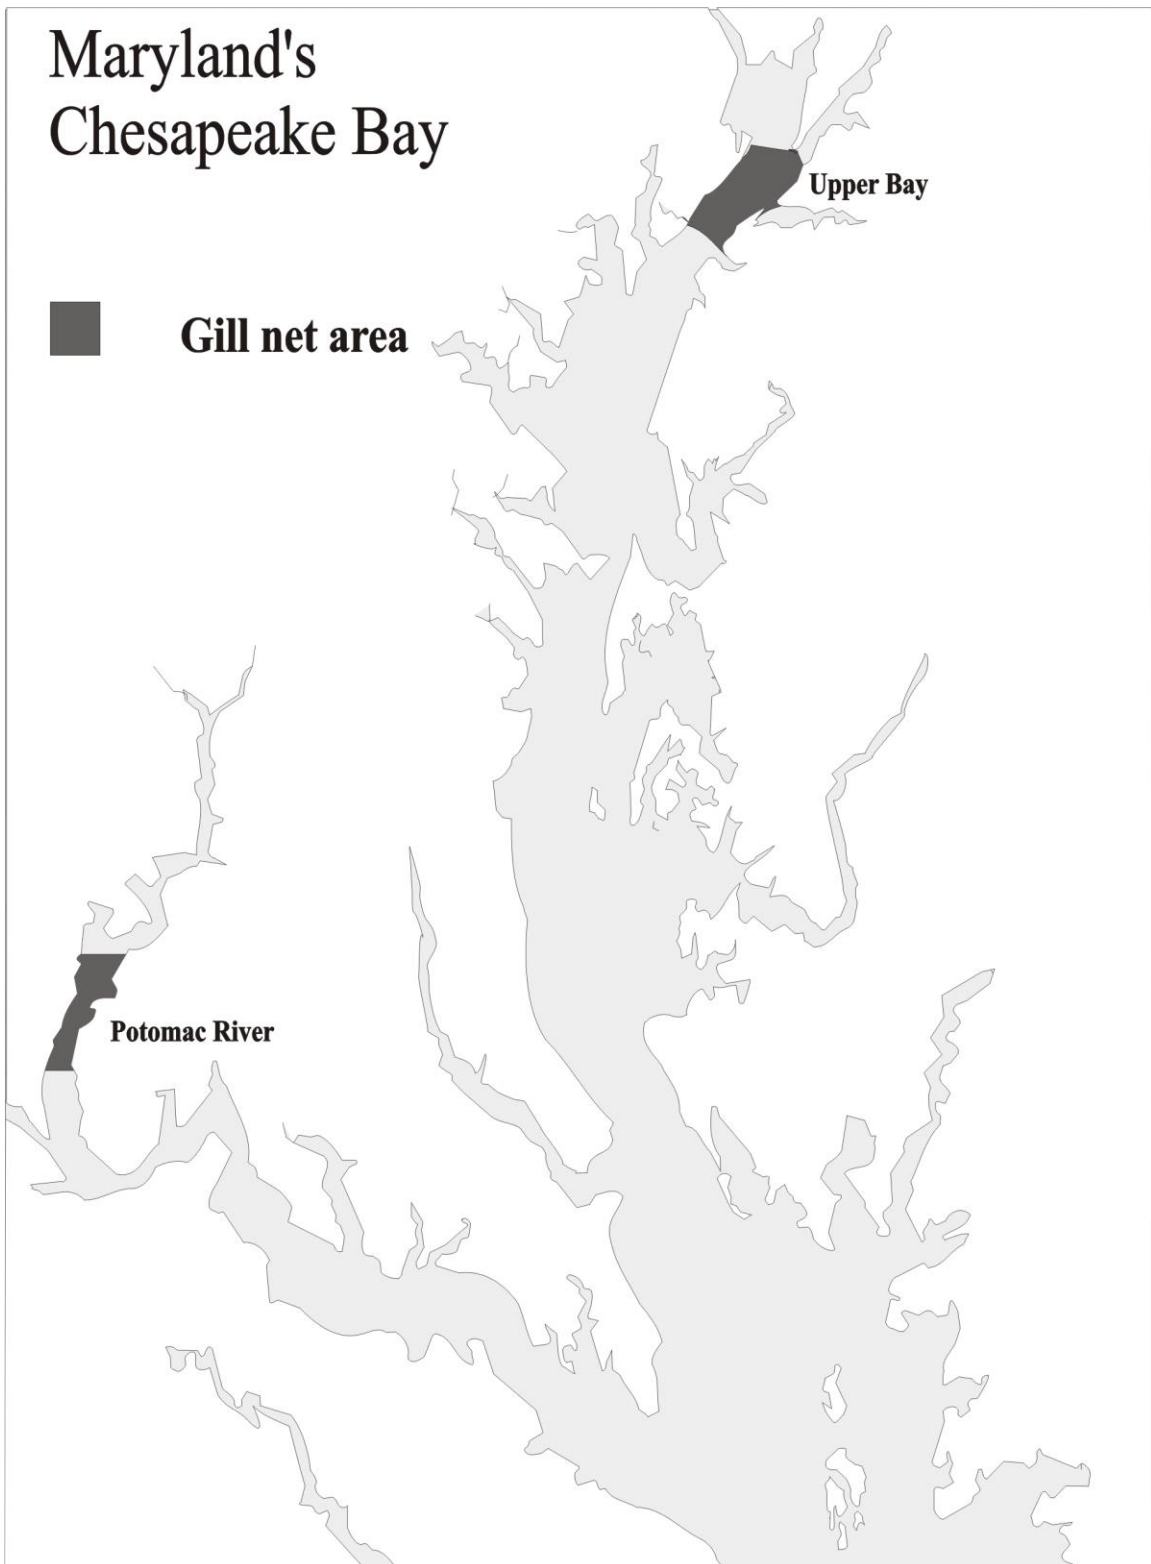 Maryland's
Chesapeake Bay
Upper Bay
Gill net area
Potomac River